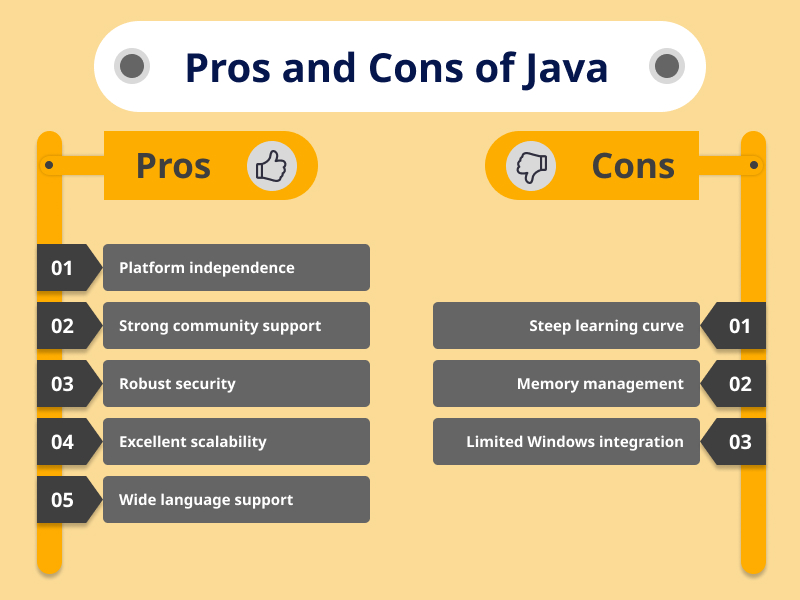 Pros and Cons of Java
Pros
01 Platform independence
02 Strong community support
03 Robust security
04 Excellent scalability
05 Wide language support
Cons
Steep learning curve 01
Memory management 02
Limited Windows integration 03